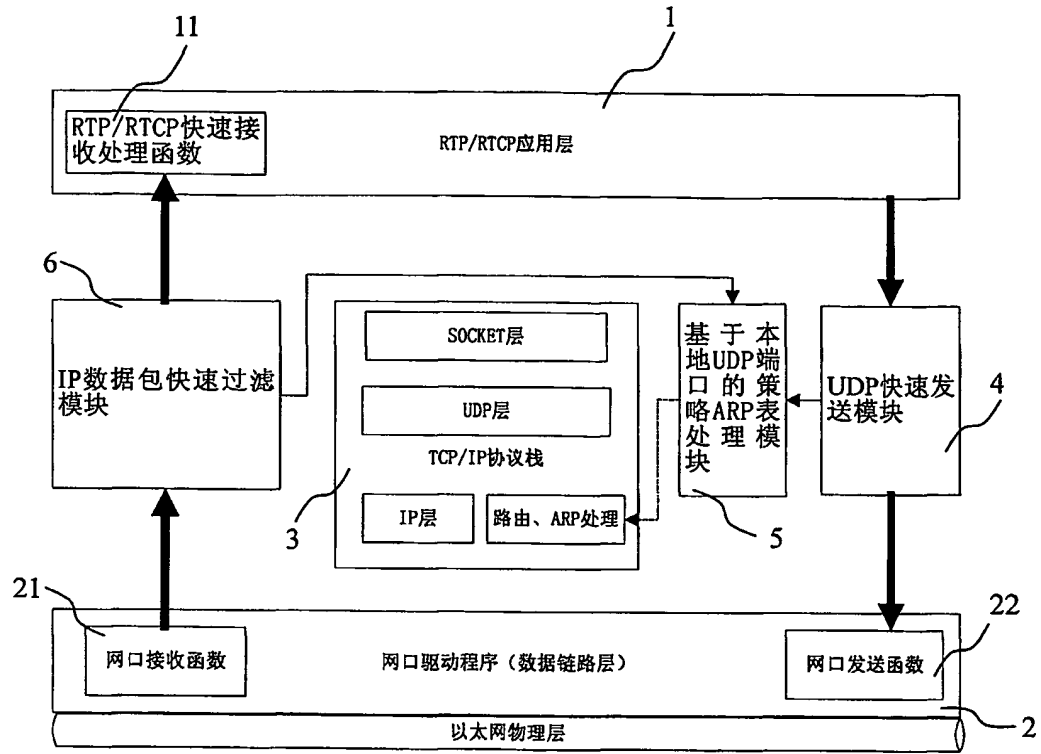 11
1
RTP/RTCP快速接
收处理函数
RTP/RTCP应用层
6
IP数据包快速过滤
模块
SOCKET层
UDP层
TCP/IP协议栈
3
IP层
路由、ARP处理
基于本
地UDP端
口的策
略ARP表
处理模
块
5
UDP快速发
送模块
4
21
网口接收函数
网口驱动程序（数据链路层）
22
网口发送函数
2
以太网物理层